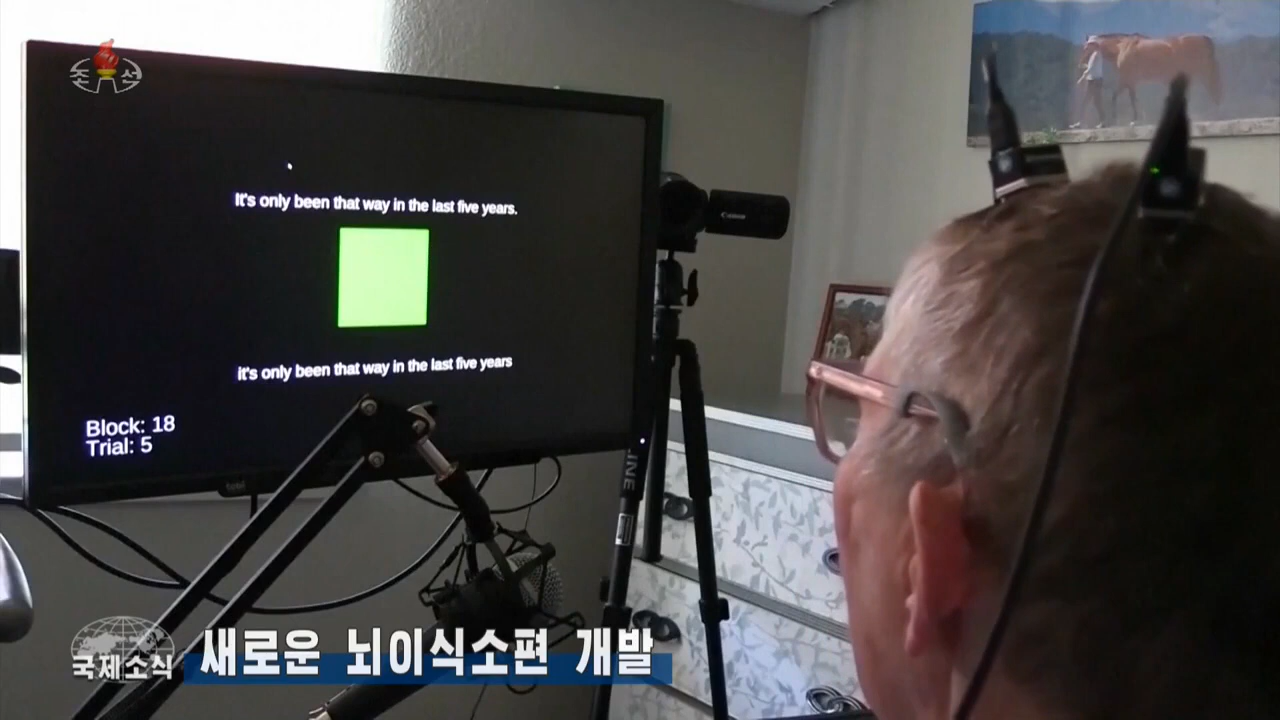 조선
It's only been that way in the last five years.
it's only been that way in the last five years
Block: 18
Trial: 5
Canon
국제소식
새로운 뇌이식소편 개발